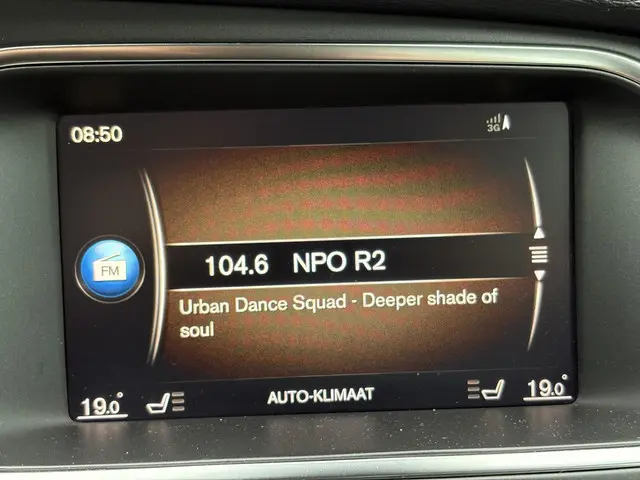 08:50
3G
FM
104.6 NPO R2
Urban Dance Squad - Deeper shade of
soul
19.0° AUTO-KLIMAAT 19.0°